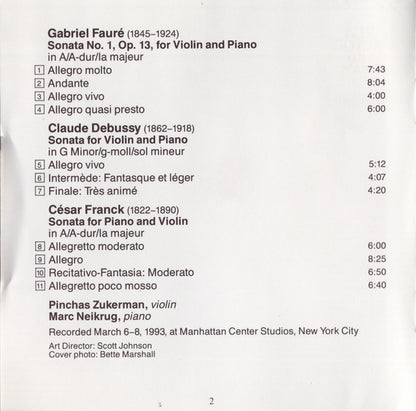 Gabriel Fauré (1845–1924)
Sonata No. 1, Op. 13, for Violin and Piano
in A/A-dur/la majeur
1 Allegro molto 7:43
2 Andante 8:04
3 Allegro vivo 4:00
4 Allegro quasi presto 6:00
Claude Debussy (1862–1918)
Sonata for Violin and Piano
in G Minor/g-moll/sol mineur
5 Allegro vivo 5:12
6 Intermède: Fantasque et léger 4:07
7 Finale: Très animé 4:20
César Franck (1822–1890)
Sonata for Piano and Violin
in A/A-dur/la majeur
8 Allegretto moderato 6:00
9 Allegro 8:25
10 Recitativo-Fantasia: Moderato 6:50
11 Allegretto poco mosso 6:40
Pinchas Zukerman, violin
Marc Neikrug, piano
Recorded March 6–8, 1993, at Manhattan Center Studios, New York City
Art Director: Scott Johnson
Cover photo: Bette Marshall
2